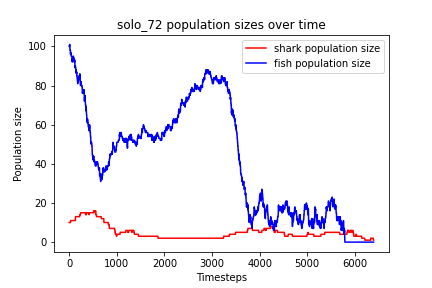 solo_72 population sizes over time
shark population size
fish population size
Population size
100
80
60
40
20
0
0 1000 2000 3000 4000 5000 6000
Timesteps